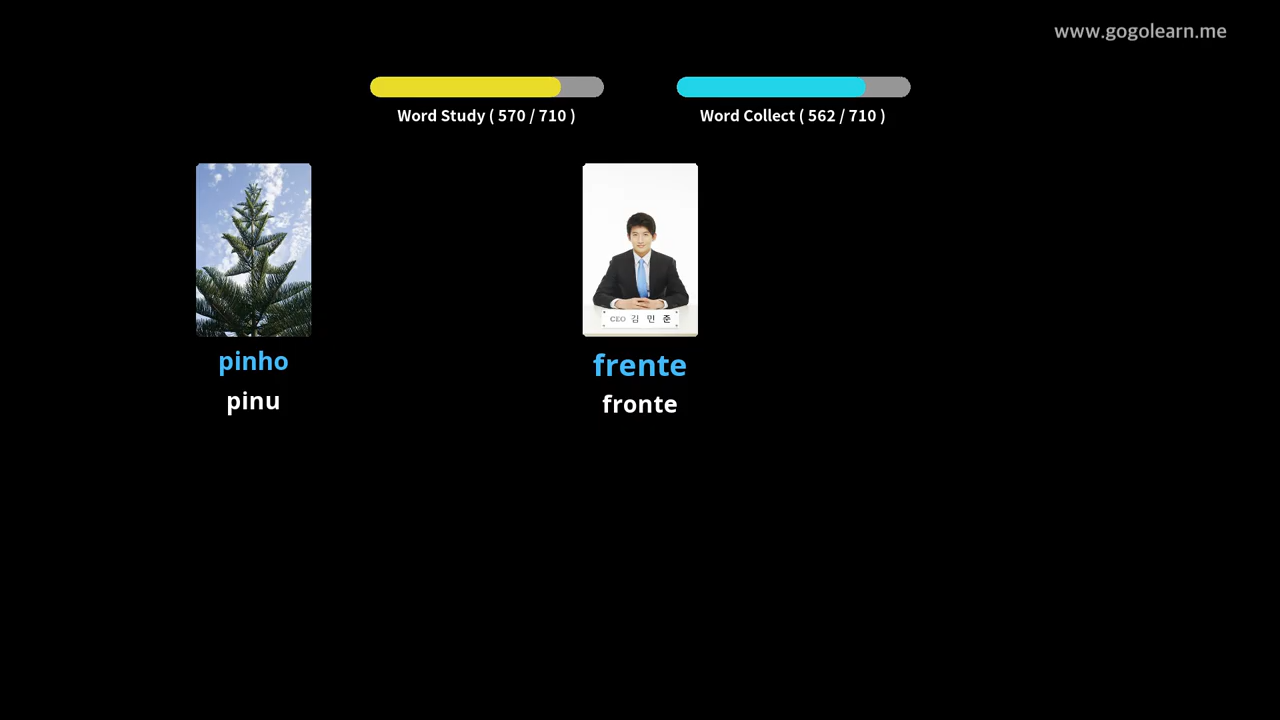 www.gogolearn.me
Word Study ( 570 / 710 )
Word Collect ( 562 / 710 )
CEO 김 민 준
pinho
frente
pinu
fronte